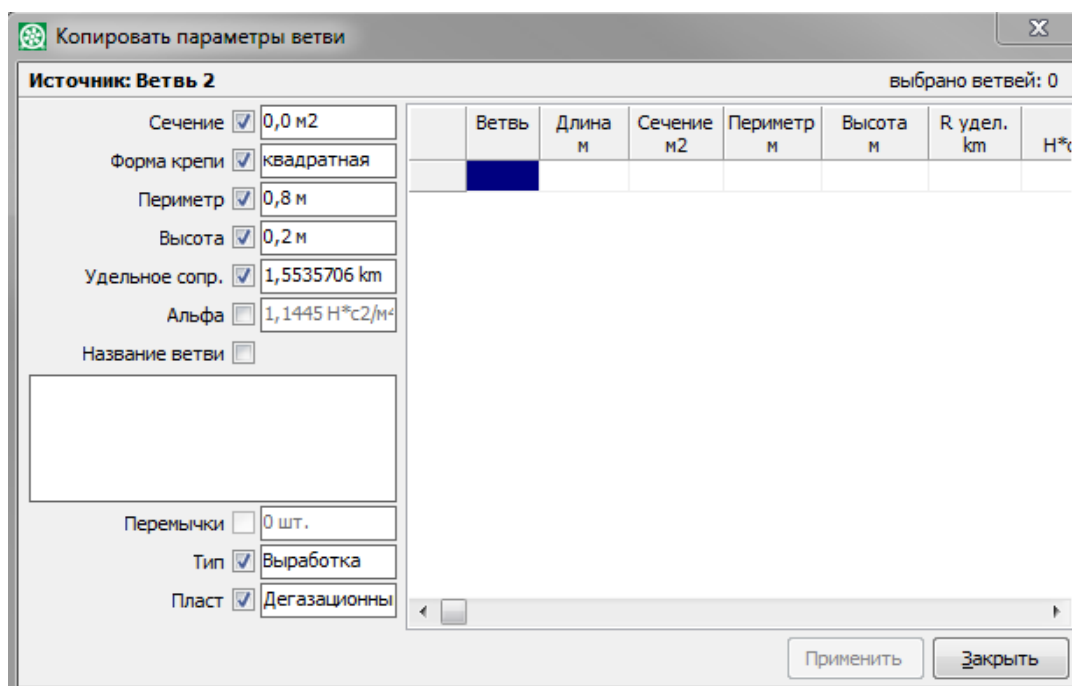 Копировать параметры ветви
Источник: Ветвь 2
выбрано ветвей: 0
Сечение 0,0 м2
Форма крепи квадратная
Периметр 0,8 м
Высота 0,2 м
Удельное сопр. 1,5535706 km
Альфа 1,1445 Н*с2/м4
Название ветви
Перемычки 0 шт.
Тип Выработка
Пласт Дегазационны
Ветвь Длина Сечение Периметр Высота R удел.
м м2 м м km Н*с
Применить Закрыть